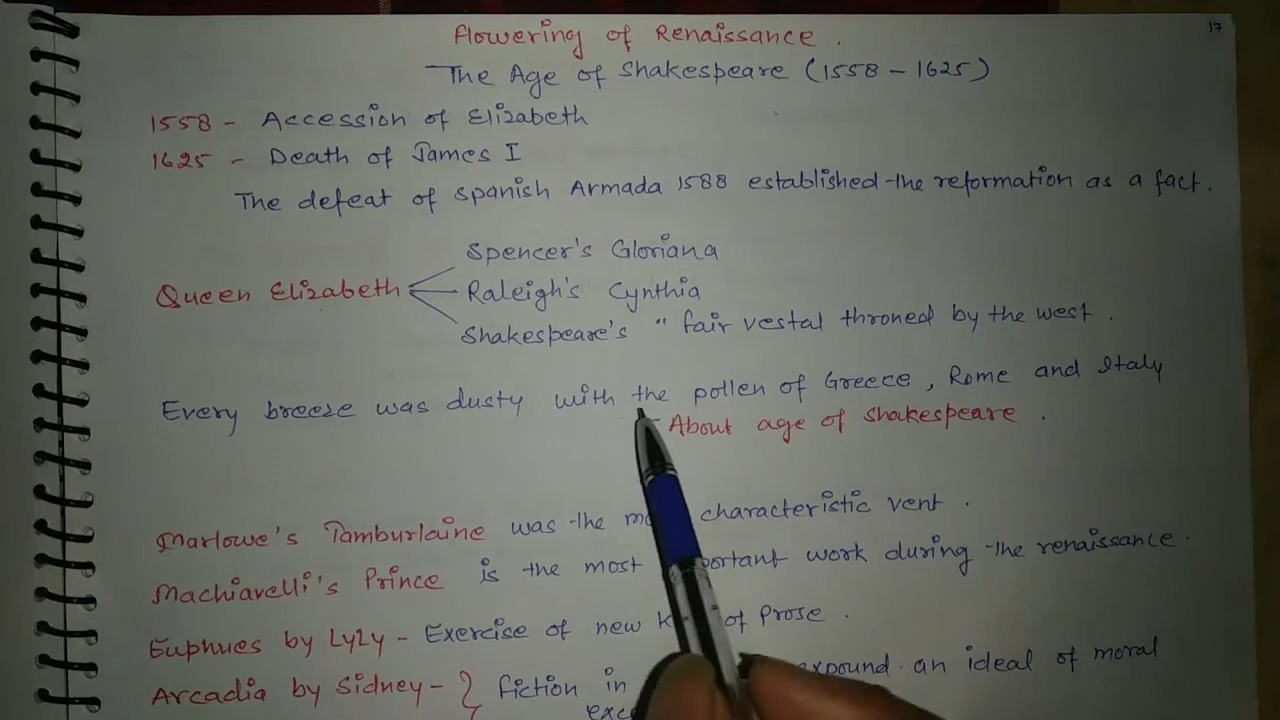 17
Flowering of Renaissance.
The Age of Shakespeare (1558 - 1625)
1558 - Accession of Elizabeth
1625 - Death of James I
The defeat of Spanish Armada 1588 established the reformation as a fact.
Queen Elizabeth
Spencer's Gloriana
Raleigh's Cynthia
Shakespeare's " fair vestal throned by the west.
Every breeze was dusty with the pollen of Greece, Rome and Italy
- About age of Shakespeare.
Marlowe's Tamburlaine was the characteristic vent.
Machiavelli's Prince is the most work during the renaissance.
Euphues by Lyly - Exercise of new of Prose.
Arcadia by Sidney - } fiction in expound an ideal of moral